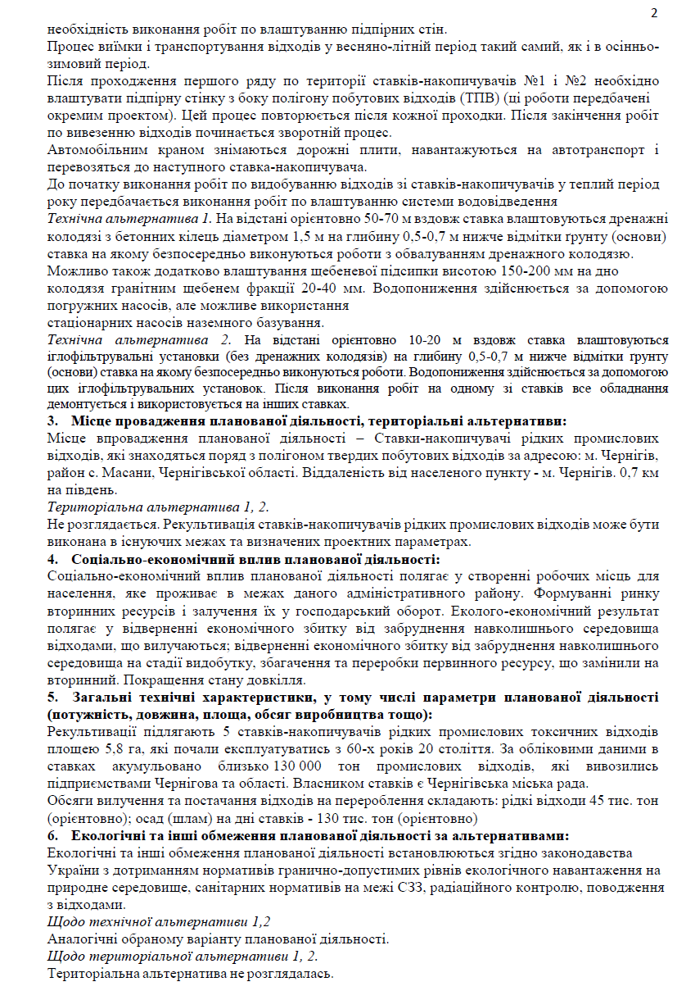 2
необхідність виконання робіт по влаштуванню підпірних стін.
Процес виїмки і транспортування відходів у весняно-літній період такий самий, як і в осінньо-
зимовий період.
Після проходження першого ряду по території ставків-накопичувачів №1 і №2 необхідно
влаштувати підпірну стінку з боку полігону побутових відходів (ТПВ) (ці роботи передбачені
окремим проектом). Цей процес повторюється після кожної проходки. Після закінчення робіт
по вивезенню відходів починається зворотній процес.
Автомобільним краном знімаються дорожні плити, навантажуються на автотранспорт і
перевозяться до наступного ставка-накопичувача.
До початку виконання робіт по видобуванню відходів зі ставків-накопичувачів у теплий період
року передбачається виконання робіт по влаштуванню системи водовідведення
Технічна альтернатива 1. На відстані орієнтовно 50-70 м вздовж ставка влаштовуються дренажні
колодязі з бетонних кілець діаметром 1,5 м на глибину 0,5-0,7 м нижче відмітки ґрунту (основи)
ставка на якому безпосередньо виконуються роботи з обвалуванням дренажного колодязю.
Можливо також додатково влаштування щебеневої підсипки висотою 150-200 мм на дно
колодязя гранітним щебенем фракції 20-40 мм. Водопониження здійснюється за допомогою
погружних насосів, але можливе використання
стаціонарних насосів наземного базування.
Технічна альтернатива 2. На відстані орієнтовно 10-20 м вздовж ставка влаштовуються
іглофільтрувальні установки (без дренажних колодязів) на глибину 0,5-0,7 м нижче відмітки ґрунту
(основи) ставка на якому безпосередньо виконуються роботи. Водопониження здійснюється за допомогою
цих іглофільтрувальних установок. Після виконання робіт на одному зі ставків все обладнання
демонтується і використовується на інших ставках.
3. Місце провадження планованої діяльності, територіальні альтернативи:
Місце впровадження планованої діяльності – Ставки-накопичувачі рідких промислових
відходів, які знаходяться поряд з полігоном твердих побутових відходів за адресою: м. Чернігів,
район с. Масани, Чернігівської області. Віддаленість від населеного пункту - м. Чернігів. 0,7 км
на південь.
Територіальна альтернатива 1, 2.
Не розглядається. Рекультивація ставків-накопичувачів рідких промислових відходів може бути
виконана в існуючих межах та визначених проектних параметрах.
4. Соціально-економічний вплив планованої діяльності:
Соціально-економічний вплив планованої діяльності полягає у створенні робочих місць для
населення, яке проживає в межах даного адміністративного району. Формуванні ринку
вторинних ресурсів і залучення їх у господарський оборот. Еколого-економічний результат
полягає у відверненні економічного збитку від забруднення навколишнього середовища
відходами, що вилучаються; відверненні економічного збитку від забруднення навколишнього
середовища на стадії видобутку, збагачення та переробки первинного ресурсу, що замінили на
вторинний. Покращення стану довкілля.
5. Загальні технічні характеристики, у тому числі параметри планованої діяльності
(потужність, довжина, площа, обсяг виробництва тощо):
Рекультивації підлягають 5 ставків-накопичувачів рідких промислових токсичних відходів
площею 5,8 га, які почали експлуатуватись з 60-х років 20 століття. За обліковими даними в
ставках акумульовано близько 130 000 тон промислових відходів, які вивозились
підприємствами Чернігова та області. Власником ставків є Чернігівська міська рада.
Обсяги вилучення та постачання відходів на перероблення складають: рідкі відходи 45 тис. тон
(орієнтовно); осад (шлам) на дні ставків - 130 тис. тон (орієнтовно)
6. Екологічні та інші обмеження планованої діяльності за альтернативами:
Екологічні та інші обмеження планованої діяльності встановлюються згідно законодавства
України з дотриманням нормативів гранично-допустимих рівнів екологічного навантаження на
природне середовище, санітарних нормативів на межі СЗЗ, радіаційного контролю, поводження
з відходами.
Щодо технічної альтернативи 1,2
Аналогічні обраному варіанту планованої діяльності.
Щодо територіальної альтернативи 1, 2.
Територіальна альтернатива не розглядалась.